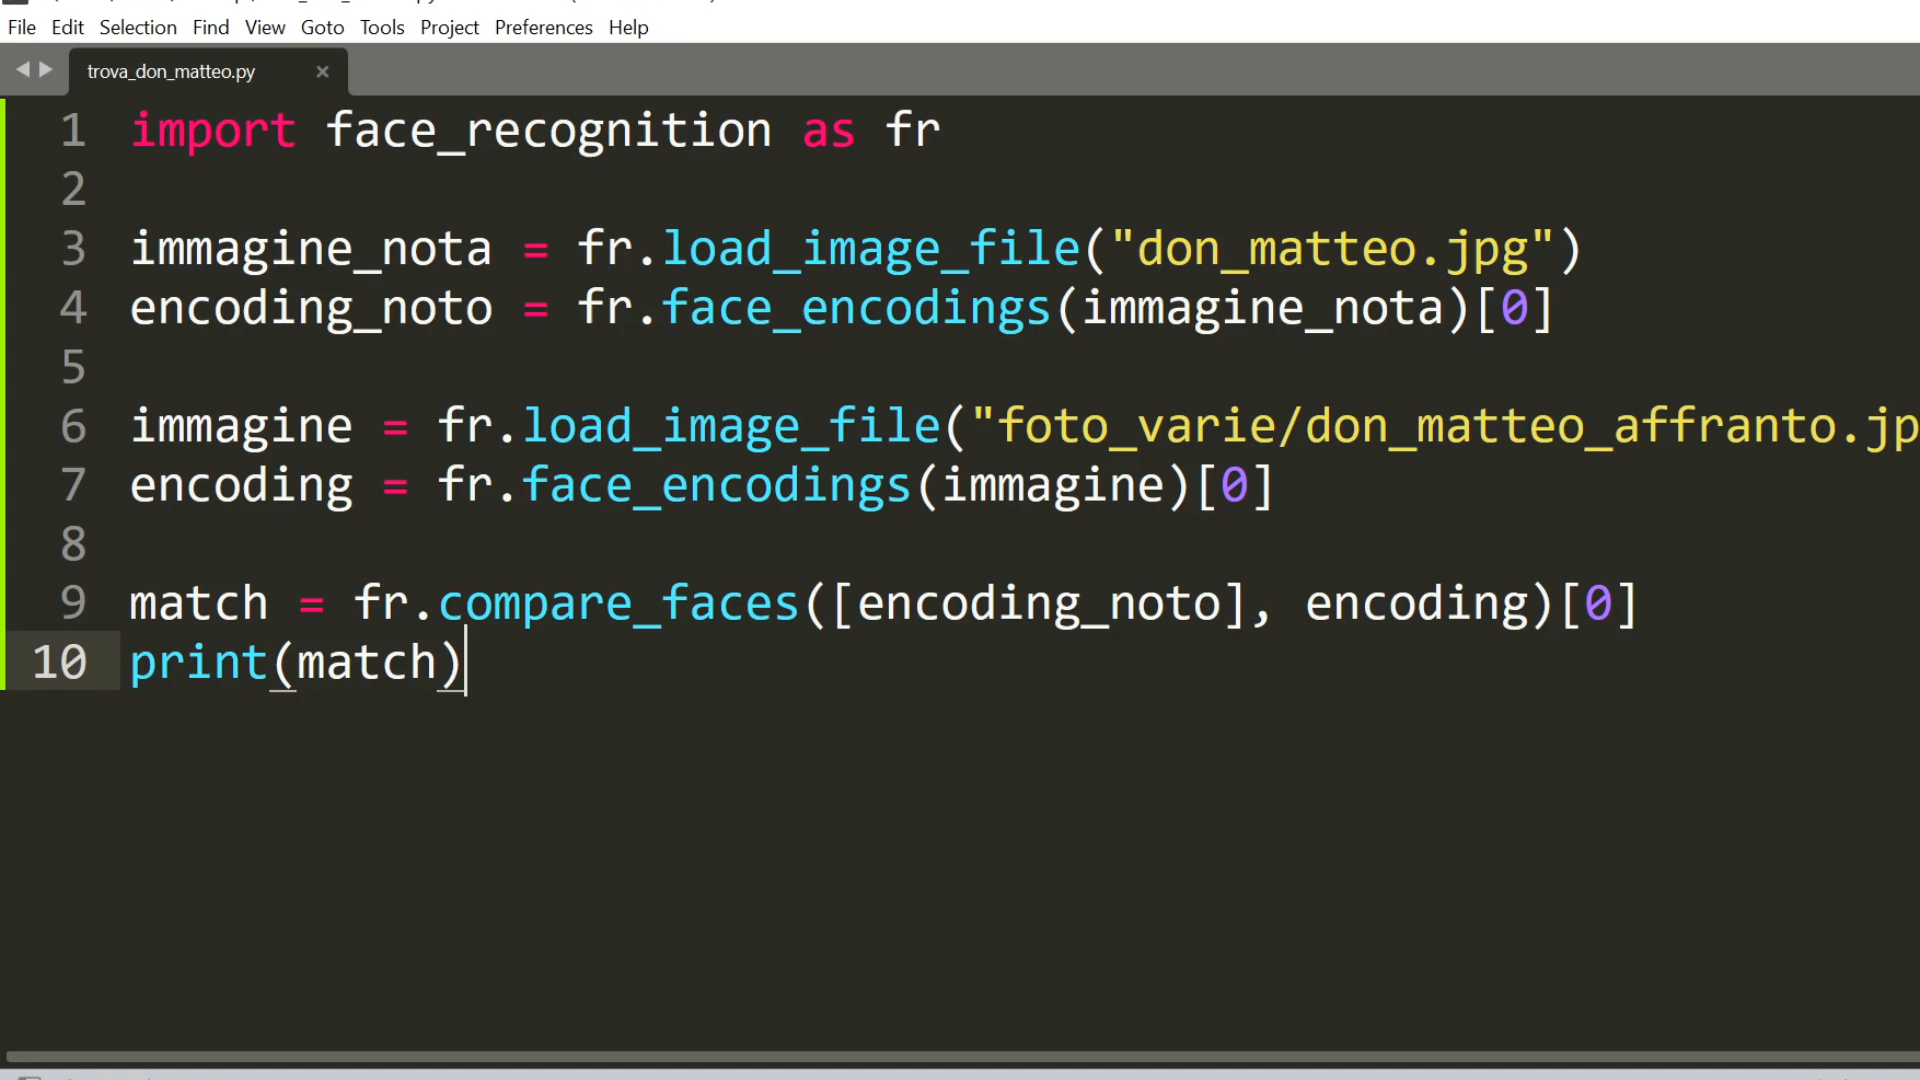 File Edit Selection Find View Goto Tools Project Preferences Help
trova_don_matteo.py
1 import face_recognition as fr
2
3 immagine_nota = fr.load_image_file("don_matteo.jpg")
4 encoding_noto = fr.face_encodings(immagine_nota)[0]
5
6 immagine = fr.load_image_file("foto_varie/don_matteo_affranto.jp
7 encoding = fr.face_encodings(immagine)[0]
8
9 match = fr.compare_faces([encoding_noto], encoding)[0]
10 print(match)